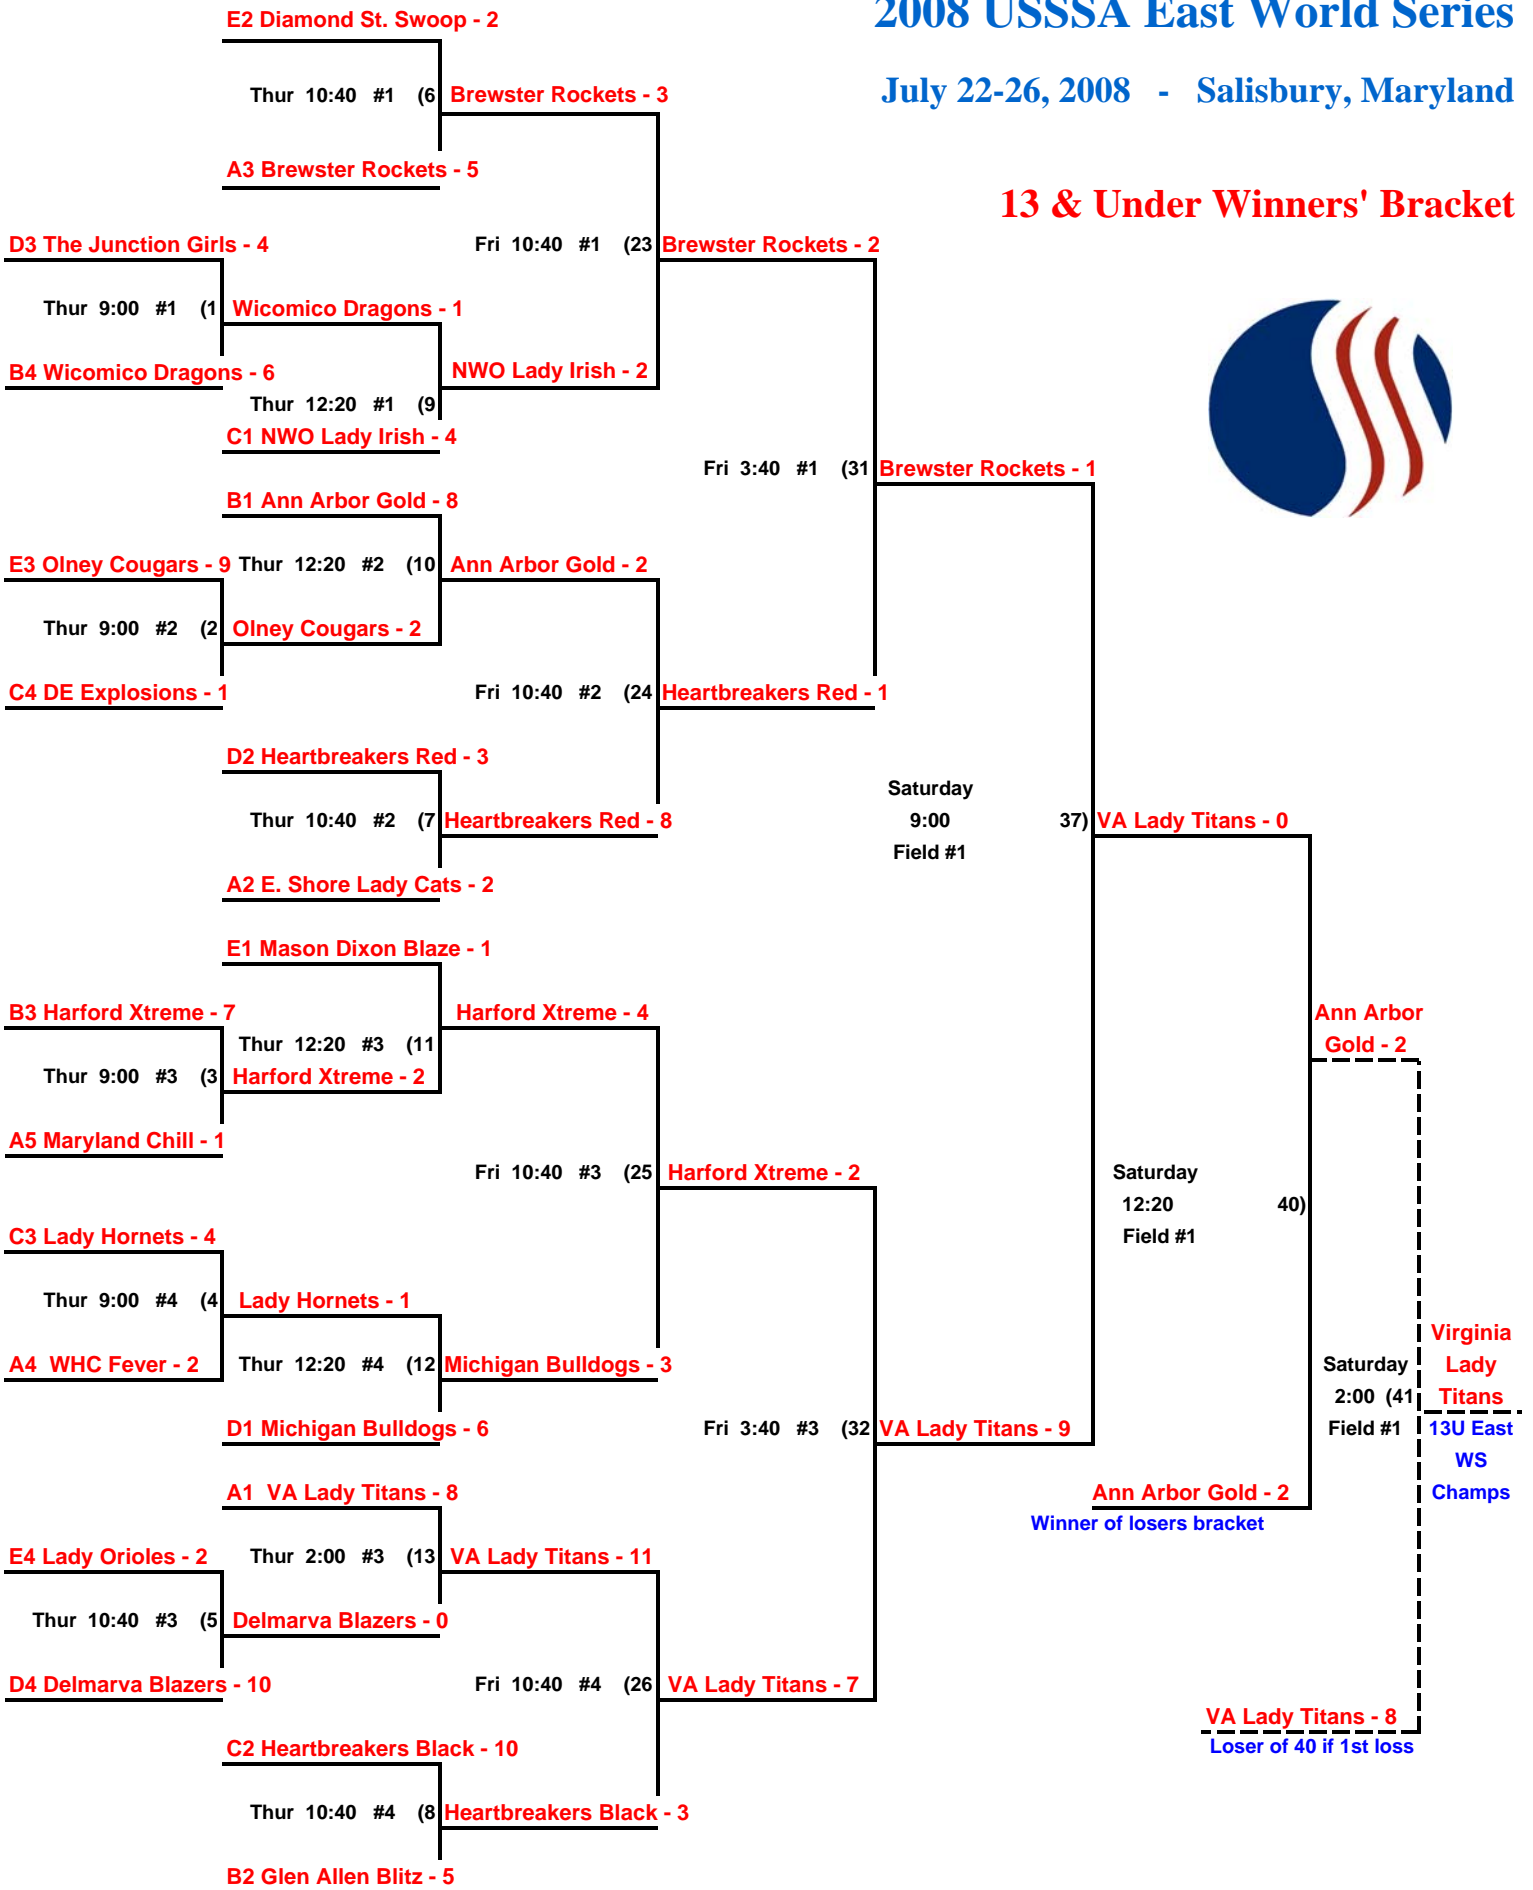 2008 USSSA East World Series
E2 Diamond St. Swoop - 2
Thur 10:40 #1 (6
Brewster Rockets - 3
July 22-26, 2008 - Salisbury, Maryland
A3 Brewster Rockets - 5
13 & Under Winners' Bracket
D3 The Junction Girls - 4
Fri 10:40 #1 (23
Brewster Rockets - 2
Thur 9:00 #1 (1
Wicomico Dragons - 1
B4 Wicomico Dragons - 6
NWO Lady Irish - 2
Thur 12:20 #1 (9
C1 NWO Lady Irish - 4
Fri 3:40 #1 (31
Brewster Rockets - 1
B1 Ann Arbor Gold - 8
E3 Olney Cougars - 9
Thur 12:20 #2 (10
Ann Arbor Gold - 2
Thur 9:00 #2 (2
Olney Cougars - 2
C4 DE Explosions - 1
Fri 10:40 #2 (24
Heartbreakers Red - 1
D2 Heartbreakers Red - 3
Saturday
9:00
Field #1
37)
VA Lady Titans - 0
Thur 10:40 #2 (7
Heartbreakers Red - 8
A2 E. Shore Lady Cats - 2
E1 Mason Dixon Blaze - 1
B3 Harford Xtreme - 7
Harford Xtreme - 4
Ann Arbor
Gold - 2
Thur 12:20 #3 (11
Thur 9:00 #3 (3
Harford Xtreme - 2
A5 Maryland Chill - 1
Fri 10:40 #3 (25
Harford Xtreme - 2
Saturday
12:20
Field #1
40)
C3 Lady Hornets - 4
Thur 9:00 #4 (4
Lady Hornets - 1
A4 WHC Fever - 2
Thur 12:20 #4 (12
Michigan Bulldogs - 3
Saturday
2:00 (41
Field #1
Virginia
Lady
Titans
13U East
WS
Champs
D1 Michigan Bulldogs - 6
Fri 3:40 #3 (32
VA Lady Titans - 9
A1 VA Lady Titans - 8
Ann Arbor Gold - 2
Winner of losers bracket
E4 Lady Orioles - 2
Thur 2:00 #3 (13
VA Lady Titans - 11
Thur 10:40 #3 (5
Delmarva Blazers - 0
D4 Delmarva Blazers - 10
Fri 10:40 #4 (26
VA Lady Titans - 7
VA Lady Titans - 8
Loser of 40 if 1st loss
C2 Heartbreakers Black - 10
Thur 10:40 #4 (8
Heartbreakers Black - 3
B2 Glen Allen Blitz - 5